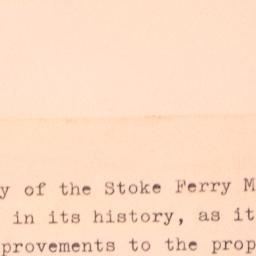 y of the Stoke Ferry M
in its history, as it
provements to the prop